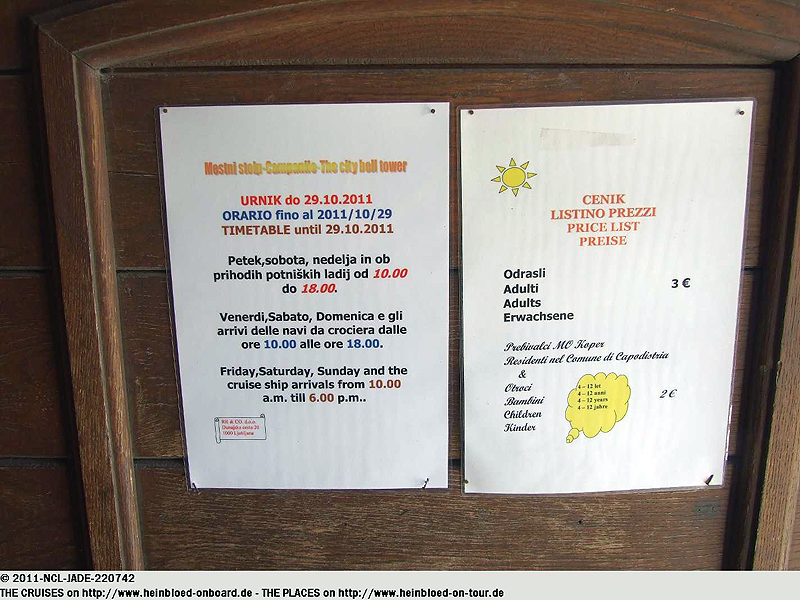 Mestni stolp-Campanile-The city bell tower
URNIK do 29.10.2011
ORARIO fino al 2011/10/29
TIMETABLE until 29.10.2011
Petek,sobota, nedelja in ob
prihodih potniških ladij od 10.00
do 18.00.
Venerdi,Sabato, Domenica e gli
arrivi delle navi da crociera dalle
ore 10.00 alle ore 18.00.
Friday,Saturday, Sunday and the
cruise ship arrivals from 10.00
a.m. till 6.00 p.m..
& CO. d.o.o.
Dunajska cesta 20
1000 Ljubljana
CENIK
LISTINO PREZZI
PRICE LIST
PREISE
Odrasli
Adulti
Adults
Erwachsene
3 €
Prebivalci MO Koper
Residenti nel Comune di Capodistria
&
Otroci
Bambini
Children
Kinder
4 – 12 let
4 – 12 anni
4 – 12 years
4 – 12 jahre
2 €
© 2011-NCL-JADE-220742
THE CRUISES on http://www.heinbloed-onboard.de - THE PLACES on http://www.heinbloed-on-tour.de